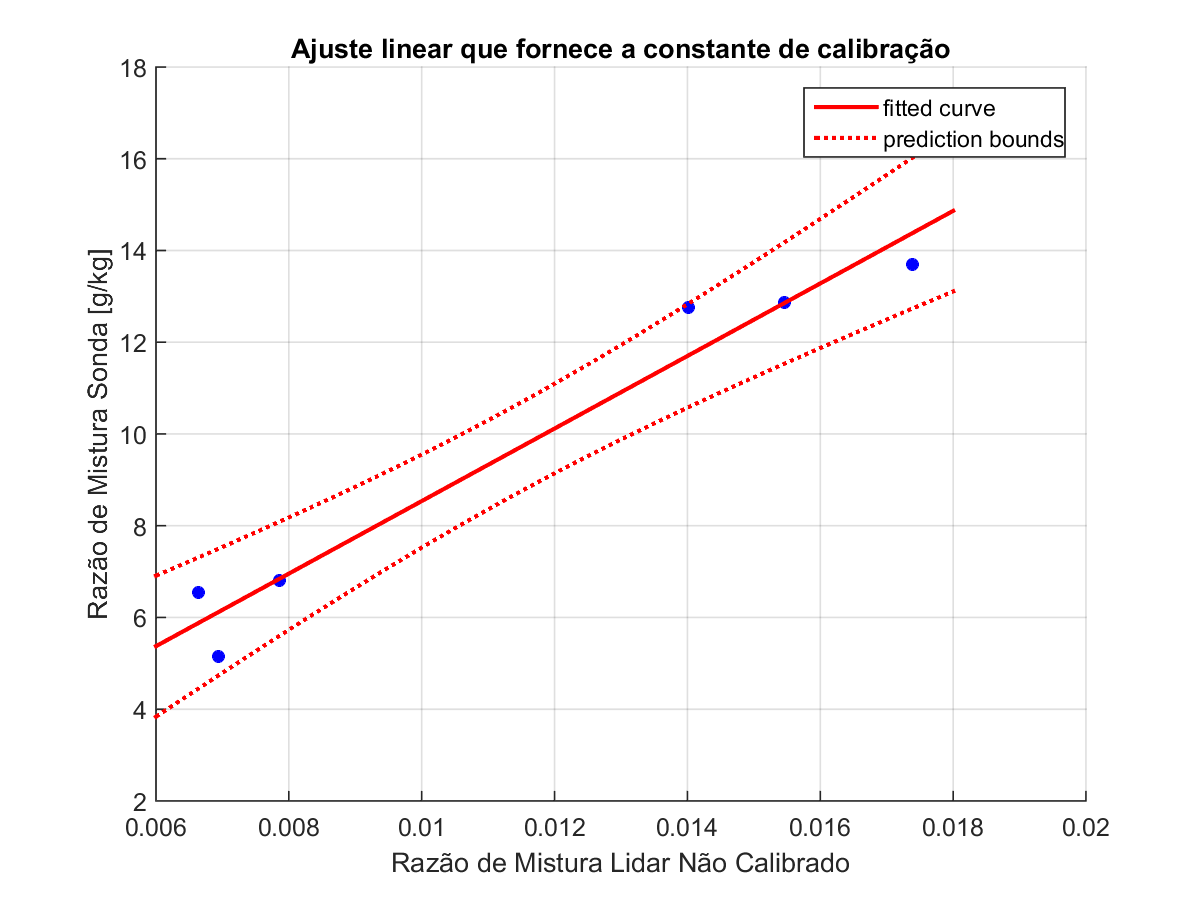 Ajuste linear que fornece a constante de calibração
18
16
14
12
10
8
6
4
2
fitted curve
prediction bounds
Razão de Mistura Sonda [g/kg]
0.006 0.008 0.01 0.012 0.014 0.016 0.018 0.02
Razão de Mistura Lidar Não Calibrado